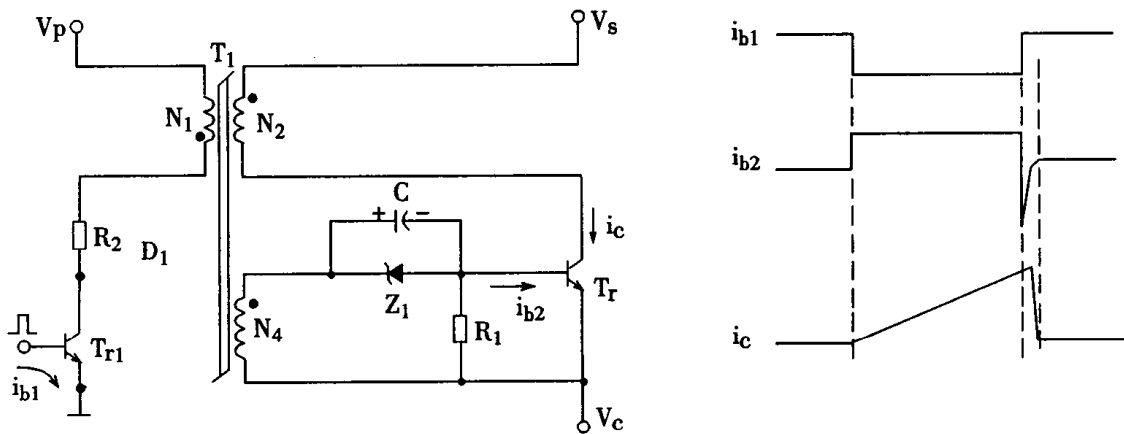 Vp
Vs
T1
N1
N2
R2
D1
C
+ −
ic
Z1
ib2
Tr
N4
R1
Tr1
ib1
Vc
ib1
ib2
ic